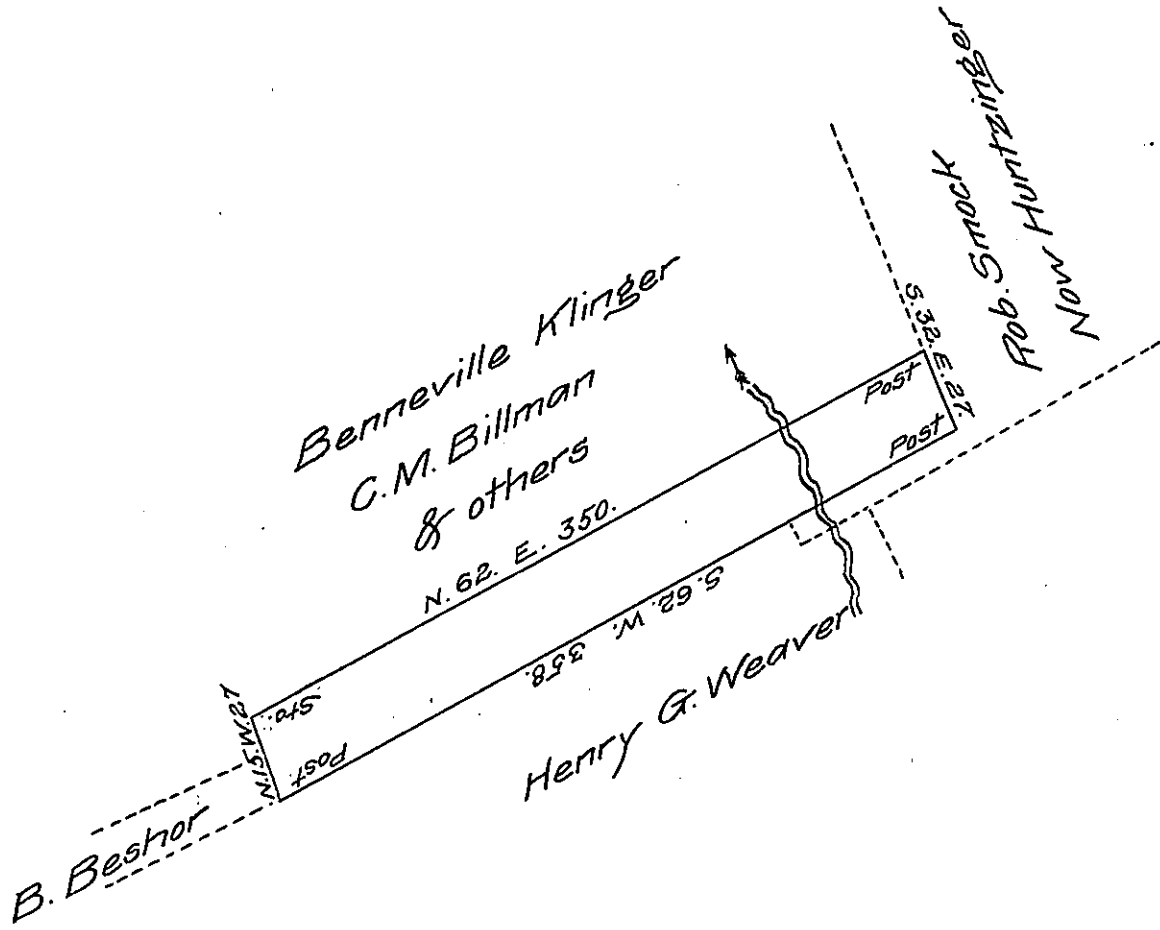 Benneville Klinger
C.M. Billman
& others
Rob. Smock
Now Huntzinger
S. 32. E. 27.
Post
Post
N. 62. E. 350.
S. 62. W. 358.
Sto.
Post
N. 15. W. 27
Henry G. Weaver
B. Beshor